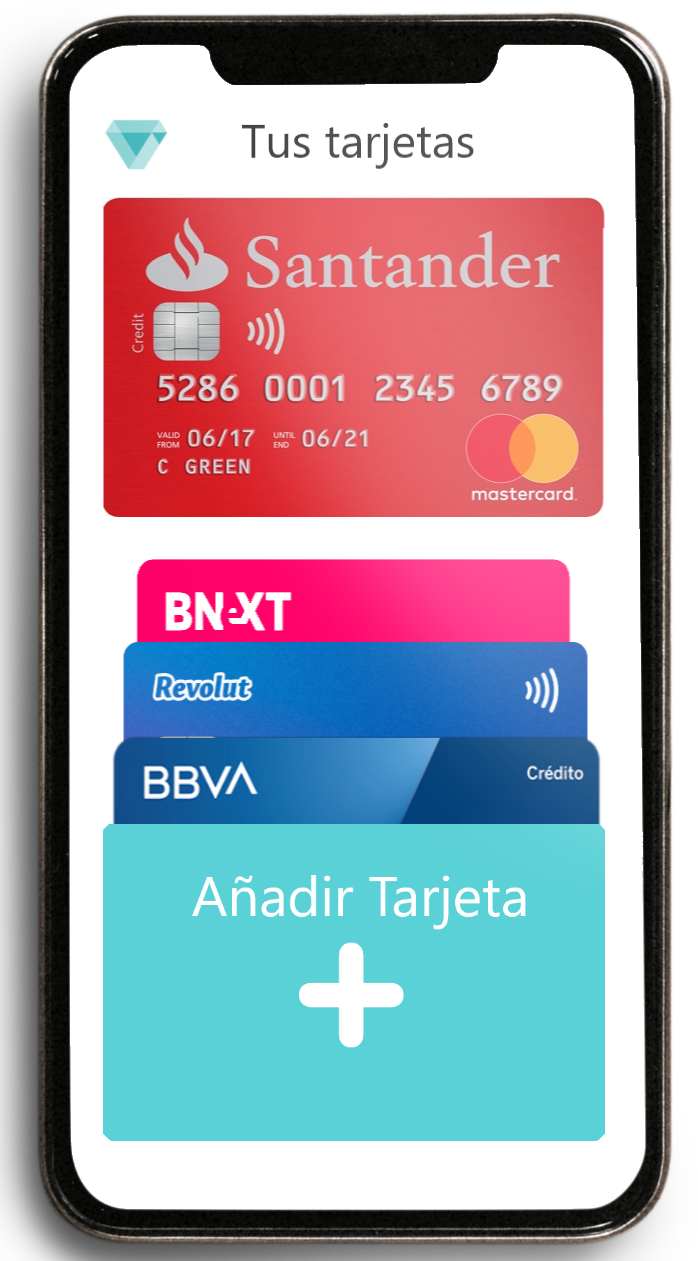 Tus tarjetas
Santander
Credit
5286 0001 2345 6789
VALID FROM 06/17 UNTIL END 06/21
C GREEN
mastercard.
BNEXT
Revolut
BBVA
Crédito
Añadir Tarjeta